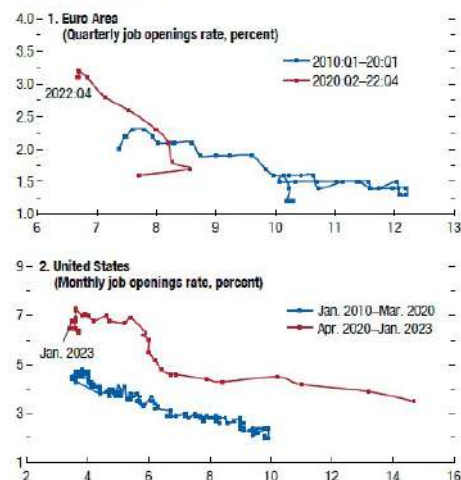 1. Euro Area
(Quarterly job openings rate, percent)
4.0
3.5
3.0
2.5
2.0
1.5
1.0
2010:Q1–20:Q1
2020:Q2–22:Q4
2022:Q4
6 7 8 9 10 11 12 13
2. United States
(Monthly job openings rate, percent)
9
7
5
3
1
Jan. 2010–Mar. 2020
Apr. 2020–Jan. 2023
Jan. 2023
2 4 6 8 10 12 14 16